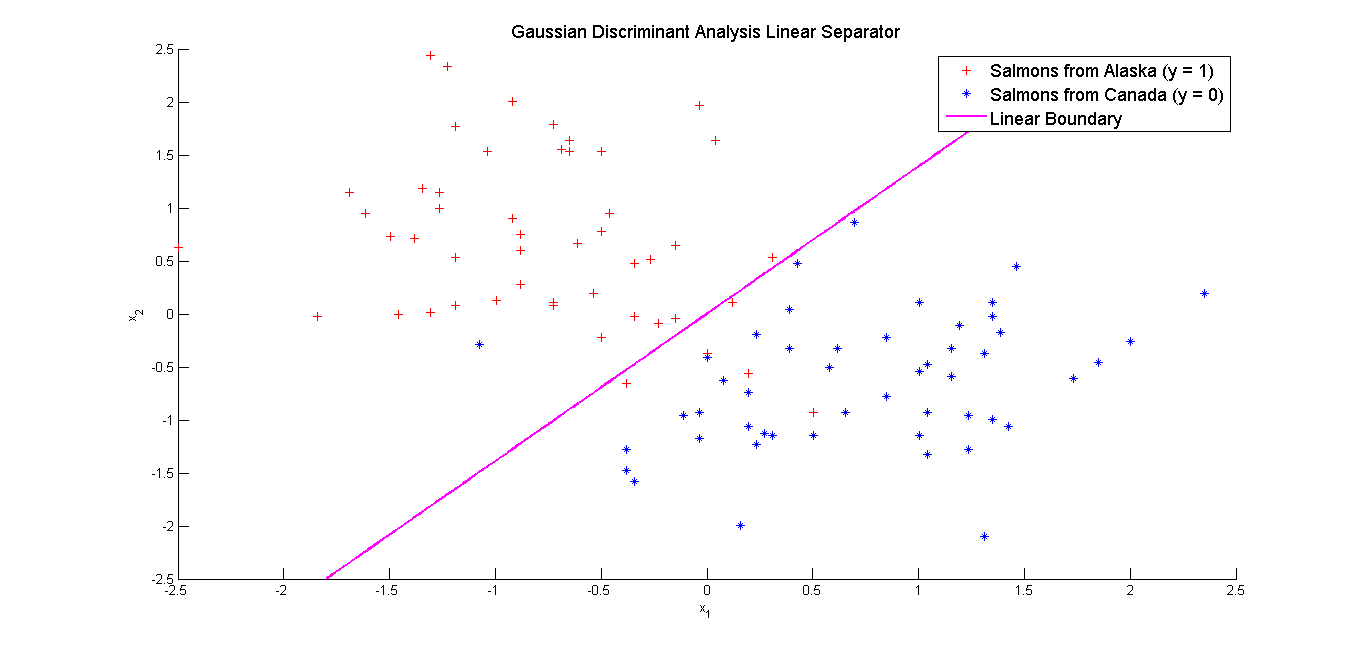 Gaussian Discriminant Analysis Linear Separator
Salmons from Alaska (y = 1)
Salmons from Canada (y = 0)
Linear Boundary
2.5
2
1.5
1
0.5
0
-0.5
-1
-1.5
-2
-2.5
x2
-2.5 -2 -1.5 -1 -0.5 0 0.5 1 1.5 2 2.5
x1